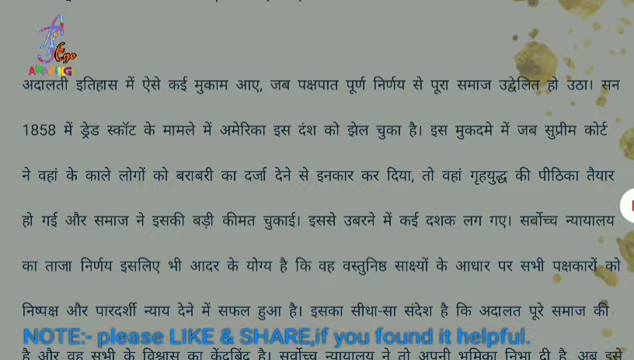 अदालती इतिहास में ऐसे कई मुकाम आए, जब पक्षपात पूर्ण निर्णय से पूरा समाज उद्वेलित हो उठा। सन
1858 में ड्रेड स्कॉट के मामले में अमेरिका इस दंश को झेल चुका है। इस मुकदमे में जब सुप्रीम कोर्ट
ने वहां के काले लोगों को बराबरी का दर्जा देने से इनकार कर दिया, तो वहां गृहयुद्ध की पीठिका तैयार
हो गई और समाज ने इसकी बड़ी कीमत चुकाई। इससे उबरने में कई दशक लग गए। सर्वोच्च न्यायालय
का ताजा निर्णय इसलिए भी आदर के योग्य है कि वह वस्तुनिष्ठ साक्ष्यों के आधार पर सभी पक्षकारों को
निष्पक्ष और पारदर्शी न्याय देने में सफल हुआ है। इसका सीधा-सा संदेश है कि अदालत पूरे समाज की
NOTE:- please LIKE & SHARE,if you found it helpful.
है और वह सभी के विश्वास का केंद्रबिंदु है। सर्वोच्च न्यायालय ने तो अपनी भूमिका निभा दी है, अब इसे